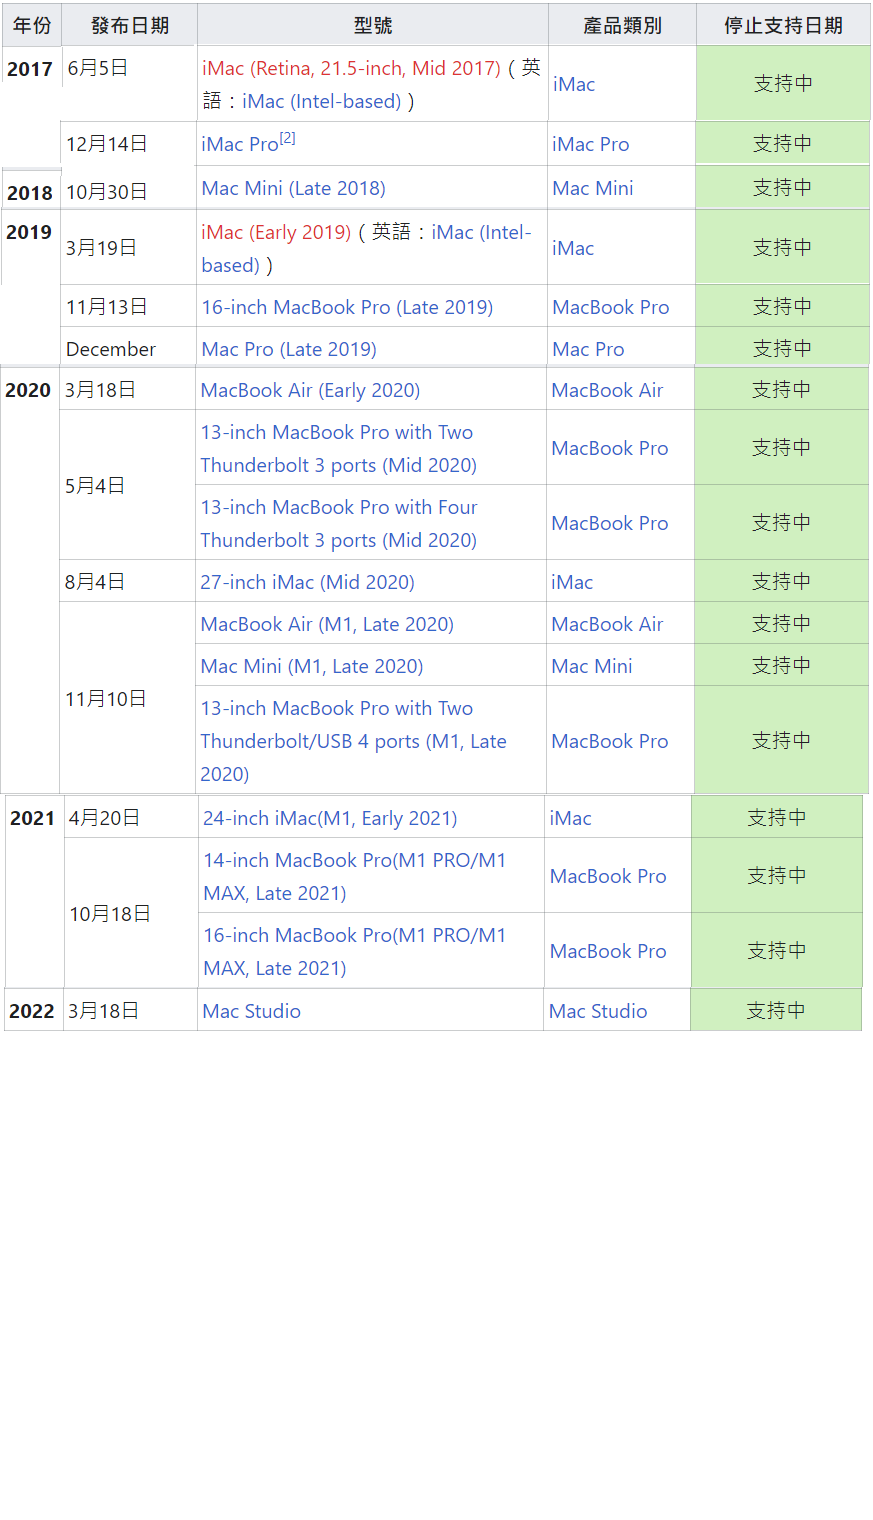 年份 發布日期 型號 產品類別 停止支持日期
2017 6月5日 iMac (Retina, 21.5-inch, Mid 2017)（英
語：iMac (Intel-based)） iMac 支持中
12月14日 iMac Pro[2] iMac Pro 支持中
2018 10月30日 Mac Mini (Late 2018) Mac Mini 支持中
2019 3月19日 iMac (Early 2019)（英語：iMac (Intel-
based)） iMac 支持中
11月13日 16-inch MacBook Pro (Late 2019) MacBook Pro 支持中
December Mac Pro (Late 2019) Mac Pro 支持中
2020 3月18日 MacBook Air (Early 2020) MacBook Air 支持中
5月4日 13-inch MacBook Pro with Two
Thunderbolt 3 ports (Mid 2020) MacBook Pro 支持中
13-inch MacBook Pro with Four
Thunderbolt 3 ports (Mid 2020) MacBook Pro 支持中
8月4日 27-inch iMac (Mid 2020) iMac 支持中
11月10日 MacBook Air (M1, Late 2020) MacBook Air 支持中
Mac Mini (M1, Late 2020) Mac Mini 支持中
13-inch MacBook Pro with Two
Thunderbolt/USB 4 ports (M1, Late
2020) MacBook Pro 支持中
2021 4月20日 24-inch iMac(M1, Early 2021) iMac 支持中
10月18日 14-inch MacBook Pro(M1 PRO/M1
MAX, Late 2021) MacBook Pro 支持中
16-inch MacBook Pro(M1 PRO/M1
MAX, Late 2021) MacBook Pro 支持中
2022 3月18日 Mac Studio Mac Studio 支持中